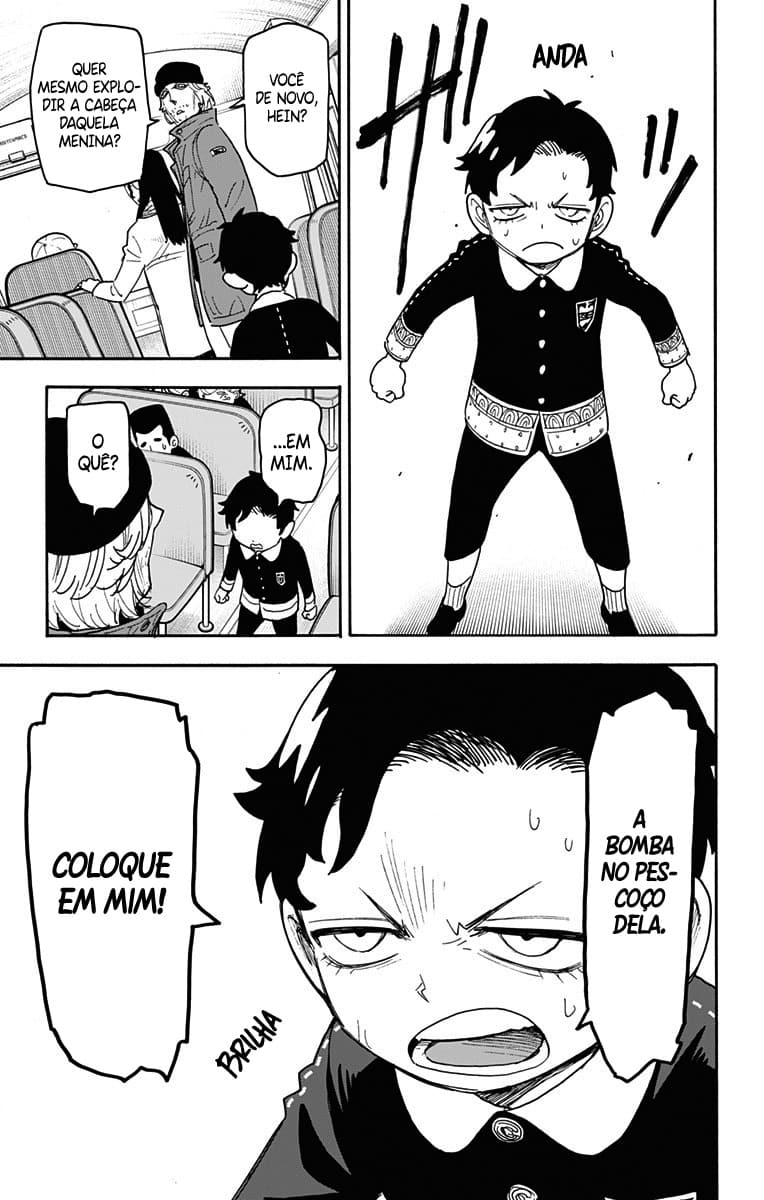 ANDA
VOCÊ
DE NOVO,
HEIN?
QUER
MESMO EXPLO-
DIR A CABEÇA
DAQUELA
MENINA?
...EM
MIM.
O
QUÊ?
A
BOMBA
NO PES-
COÇO
DELA.
COLOQUE
EM MIM!
BRILHA